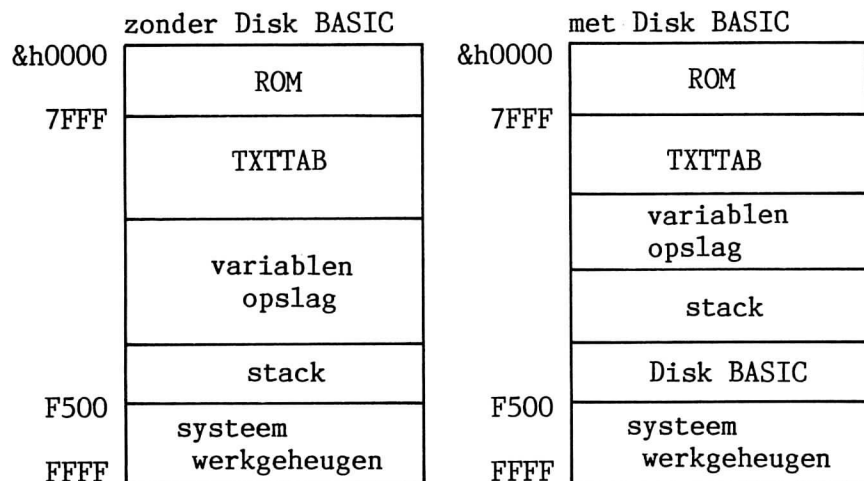 zonder Disk BASIC
&h0000
ROM
7FFF
TXTTAB
variablen
opslag
stack
F500
systeem
werkgeheugen
FFFF
met Disk BASIC
&h0000
ROM
7FFF
TXTTAB
variablen
opslag
stack
Disk BASIC
F500
systeem
werkgeheugen
FFFF